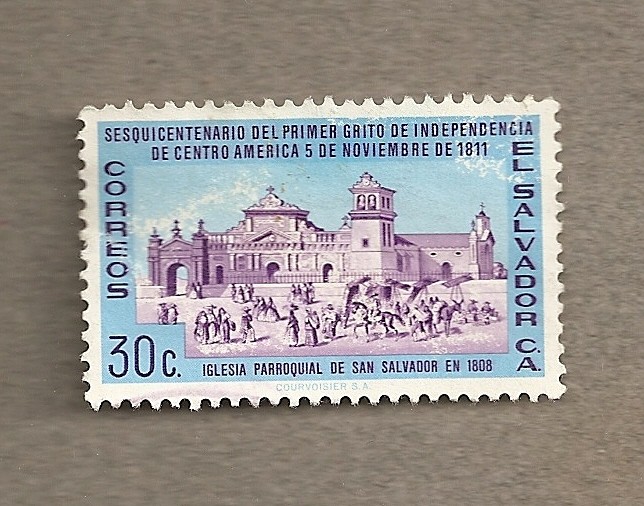 SESQUICENTENARIO DEL PRIMER GRITO DE INDEPENDENCIA
DE CENTRO AMERICA 5 DE NOVIEMBRE DE 1811
CORREOS
EL SALVADOR C.A.
30 C.
IGLESIA PARROQUIAL DE SAN SALVADOR EN 1808
COURVOISIER S.A.